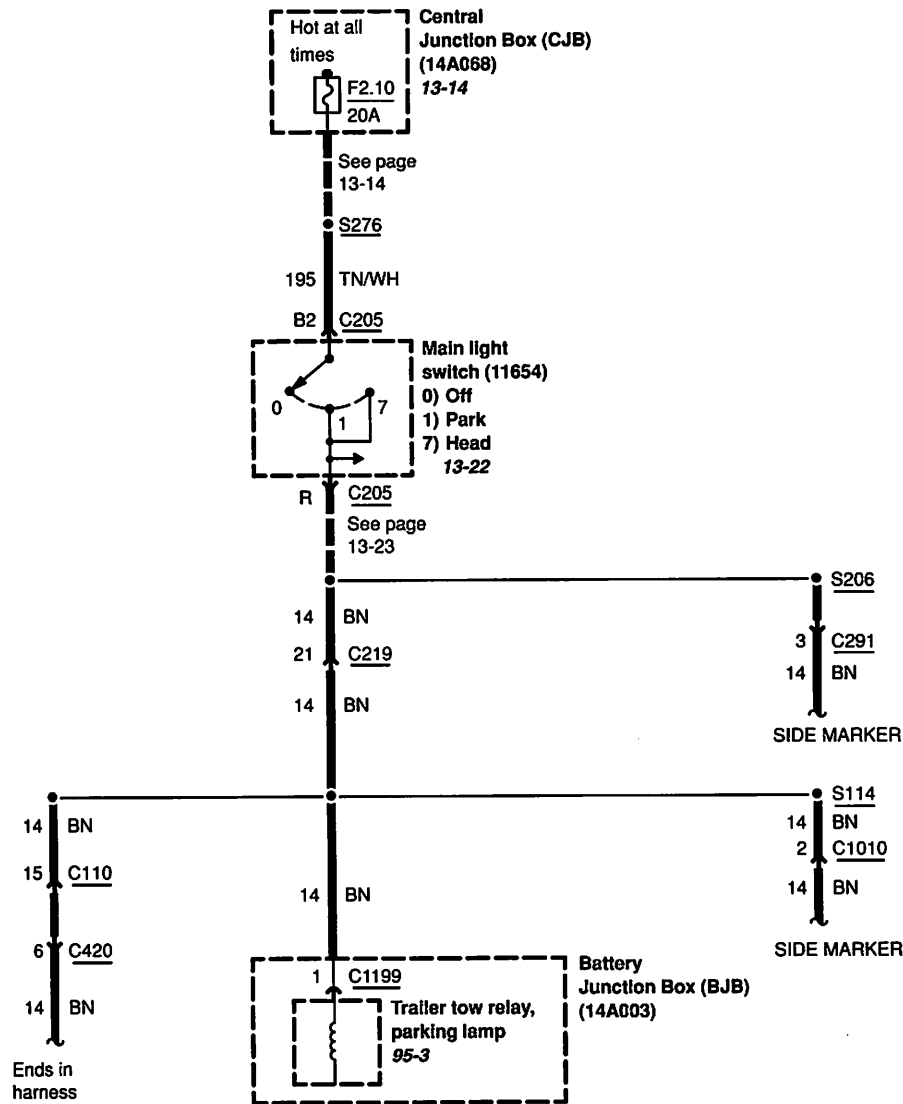 Hot at all
times
F2.10
20A
Central
Junction Box (CJB)
(14A068)
13-14
See page
13-14
S276
195 TN/WH
B2 C205
Main light
switch (11654)
0) Off
1) Park
7) Head
13-22
0
1
7
R C205
See page
13-23
S206
14 BN
21 C219
14 BN
3 C291
14 BN
SIDE MARKER
S114
14 BN
2 C1010
14 BN
SIDE MARKER
14 BN
15 C110
6 C420
14 BN
Ends in
harness
14 BN
1 C1199
Trailer tow relay,
parking lamp
95-3
Battery
Junction Box (BJB)
(14A003)